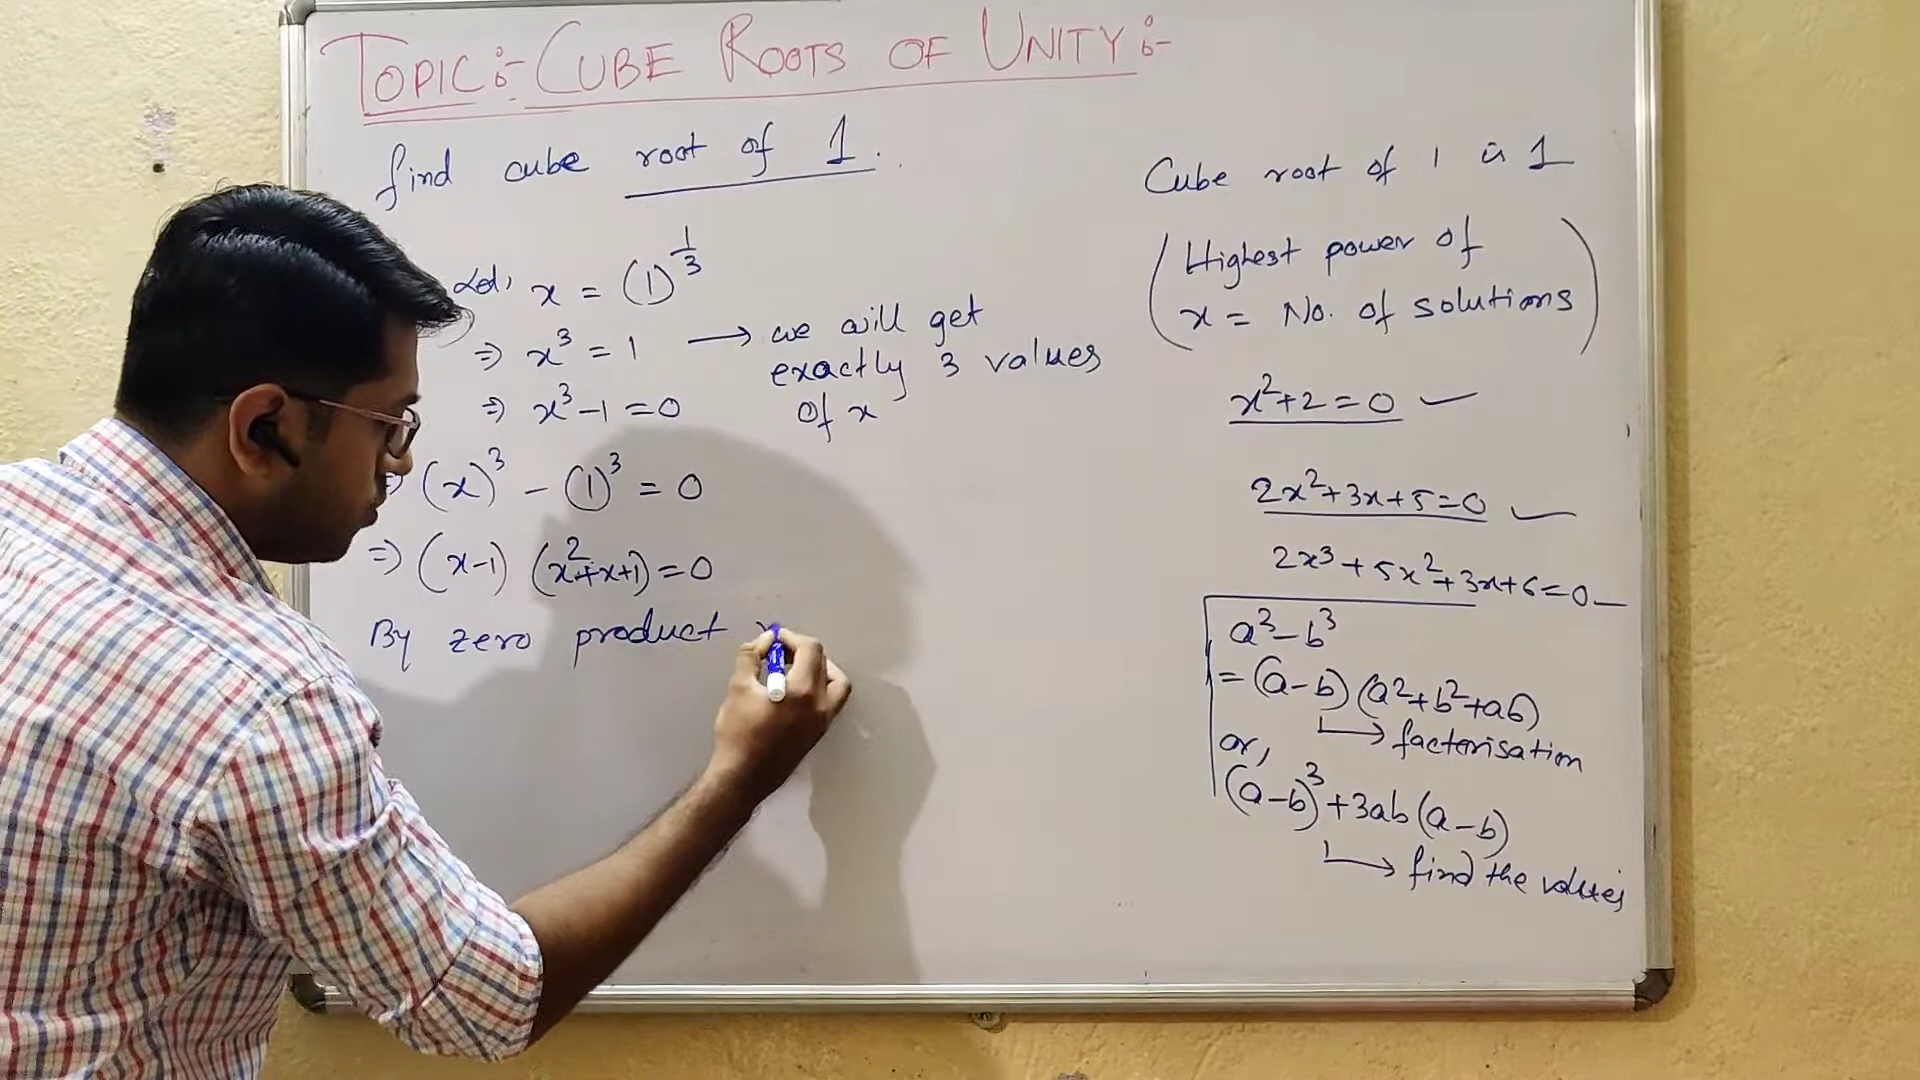 TOPIC:- CUBE ROOTS OF UNITY:-
find cube root of 1.
Let, x = (1)^1/3
⇒ x³ = 1 → we will get
exactly 3 values
of x
⇒ x³-1=0
⇒ (x)³ - (1)³ = 0
⇒ (x-1) (x²+x+1)=0
By zero product
Cube root of 1 is 1
(Highest power of
x = No. of solutions)
x²+2=0
2x²+3x+5=0
2x³+5x²+3x+6=0
a³-b³
=(a-b)(a²+b²+ab)
→ factorisation
or,
(a-b)³+3ab(a-b)
→ find the values